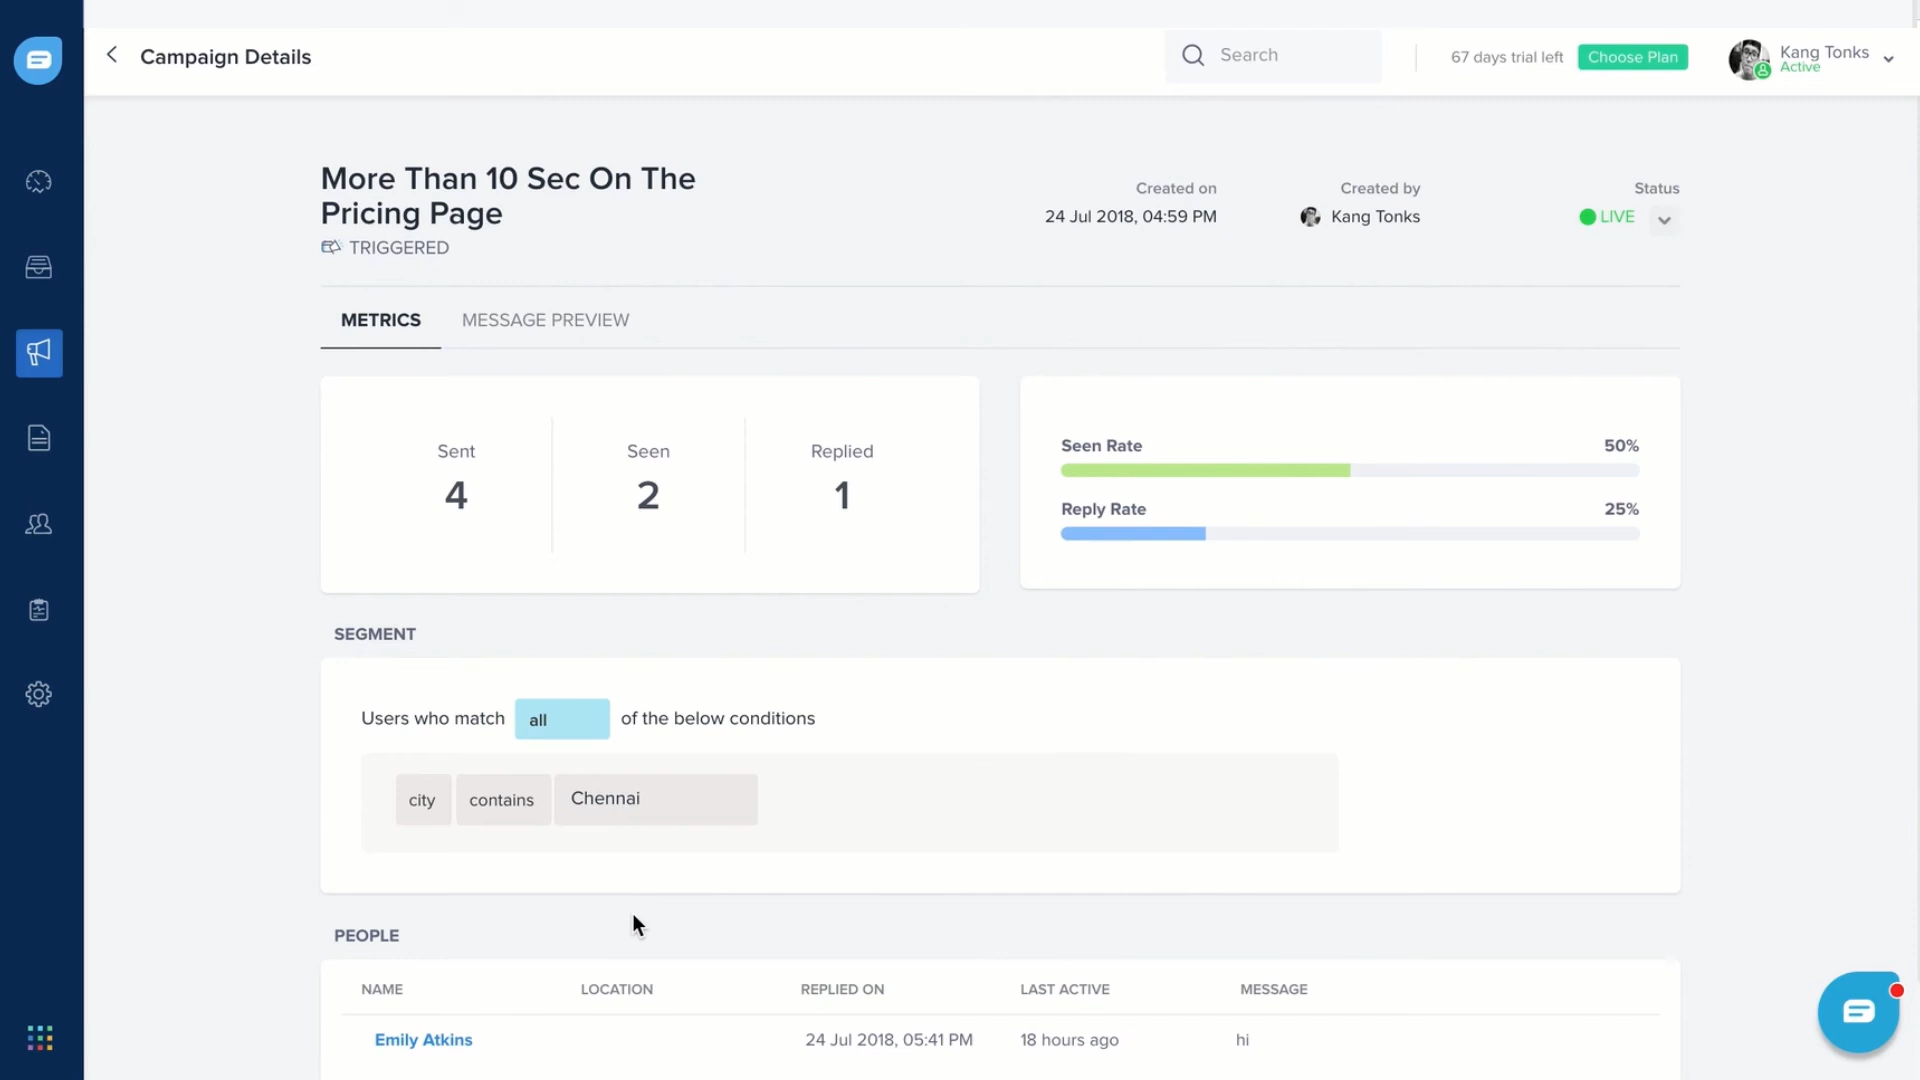 Campaign Details
Search
67 days trial left
Choose Plan
Kang Tonks
Active
More Than 10 Sec On The
Pricing Page
TRIGGERED
Created on
24 Jul 2018, 04:59 PM
Created by
Kang Tonks
Status
LIVE
METRICS
MESSAGE PREVIEW
Sent
4
Seen
2
Replied
1
Seen Rate 50%
Reply Rate 25%
SEGMENT
Users who match all of the below conditions
city contains Chennai
PEOPLE
NAME LOCATION REPLIED ON LAST ACTIVE MESSAGE
Emily Atkins 24 Jul 2018, 05:41 PM 18 hours ago hi